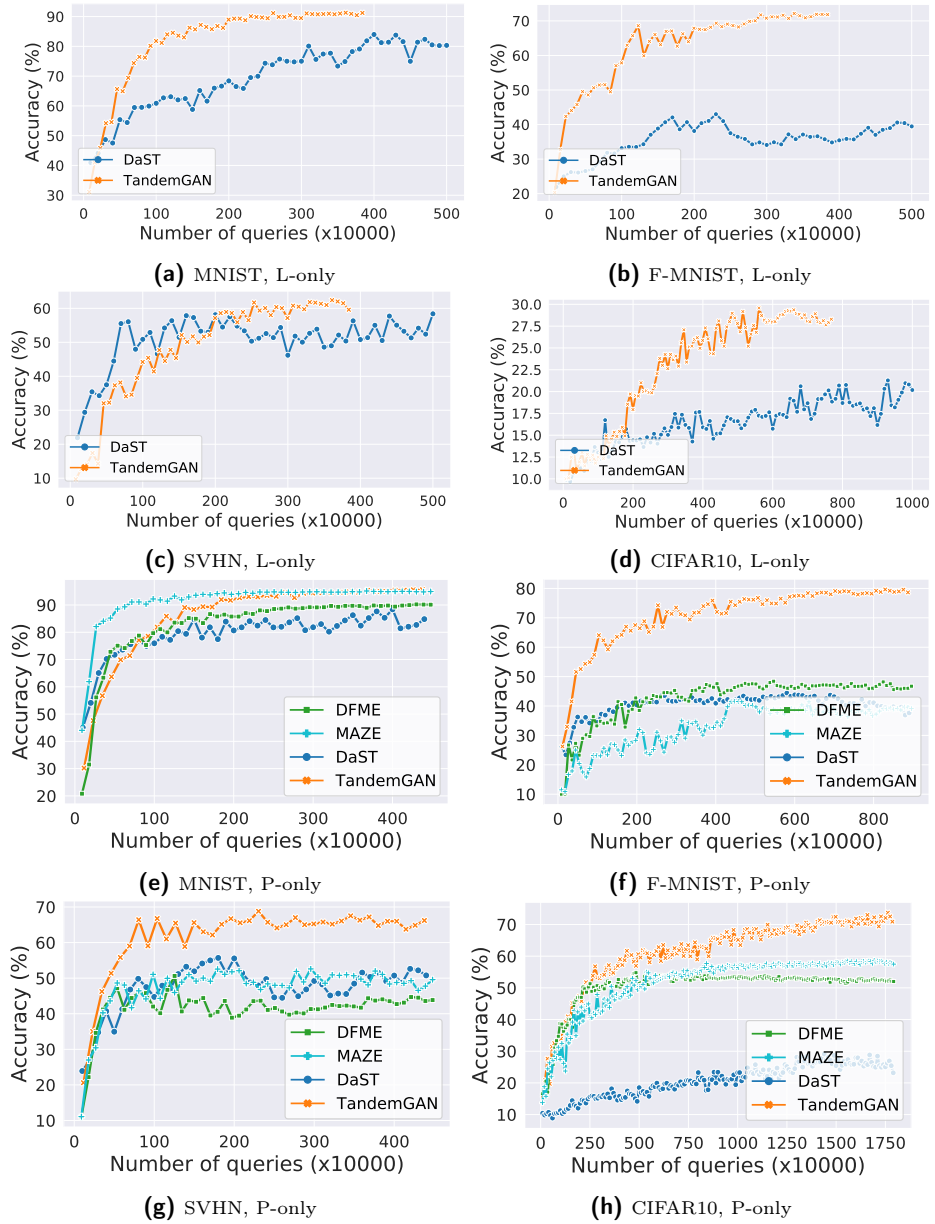 90
80
70
60
50
40
30
Accuracy (%)
DaST
TandemGAN
0 100 200 300 400 500
Number of queries (x10000)
(a) MNIST, L-only
70
60
50
40
30
20
Accuracy (%)
DaST
TandemGAN
0 100 200 300 400 500
Number of queries (x10000)
(b) F-MNIST, L-only
60
50
40
30
20
10
Accuracy (%)
DaST
TandemGAN
0 100 200 300 400 500
Number of queries (x10000)
(c) SVHN, L-only
30.0
27.5
25.0
22.5
20.0
17.5
15.0
12.5
10.0
Accuracy (%)
DaST
TandemGAN
0 200 400 600 800 1000
Number of queries (x10000)
(d) CIFAR10, L-only
90
80
70
60
50
40
30
20
Accuracy (%)
DFME
MAZE
DaST
TandemGAN
0 100 200 300 400
Number of queries (x10000)
(e) MNIST, P-only
80
70
60
50
40
30
20
10
Accuracy (%)
DFME
MAZE
DaST
TandemGAN
0 200 400 600 800
Number of queries (x10000)
(f) F-MNIST, P-only
70
60
50
40
30
20
10
Accuracy (%)
DFME
MAZE
DaST
TandemGAN
0 100 200 300 400
Number of queries (x10000)
(g) SVHN, P-only
70
60
50
40
30
20
10
Accuracy (%)
DFME
MAZE
DaST
TandemGAN
0 250 500 750 1000 1250 1500 1750
Number of queries (x10000)
(h) CIFAR10, P-only